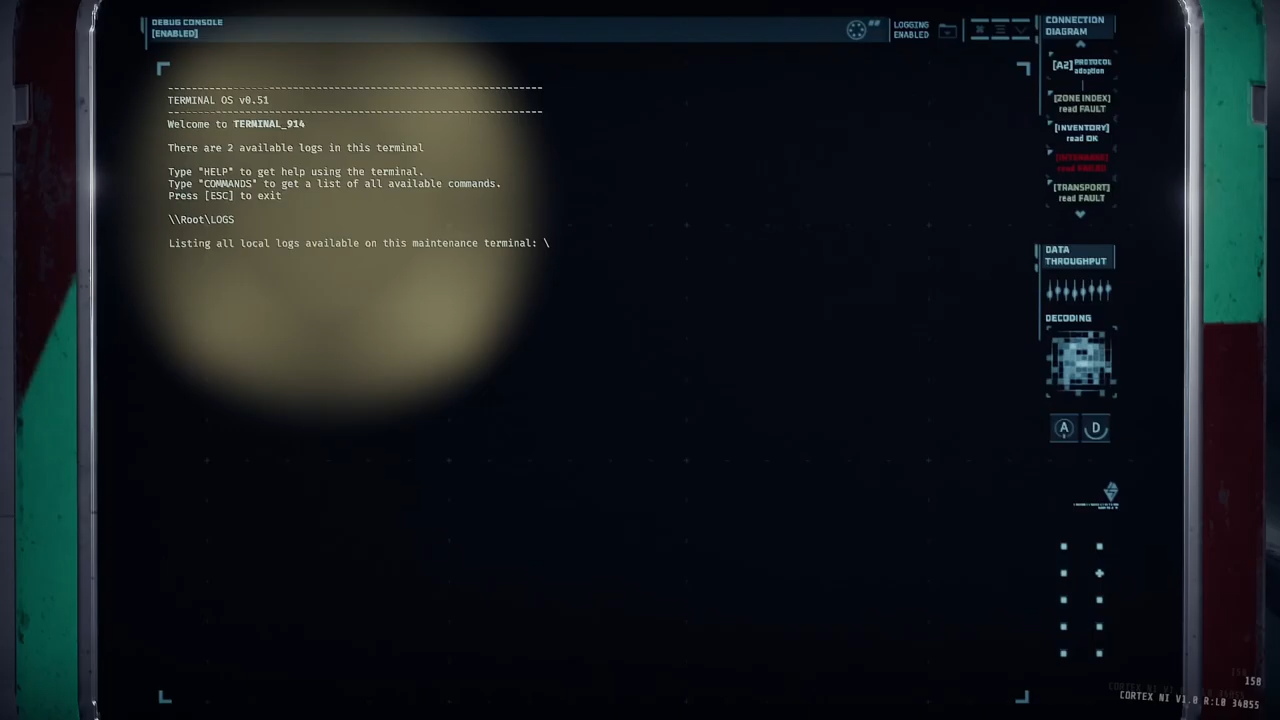 DEBUG CONSOLE
[ENABLED]
LOGGING
ENABLED
CONNECTION
DIAGRAM
------------------------------------------------------
TERMINAL OS v0.51
------------------------------------------------------
Welcome to TERMINAL_914
There are 2 available logs in this terminal
Type "HELP" to get help using the terminal.
Type "COMMANDS" to get a list of all available commands.
Press [ESC] to exit
\\Root\LOGS
Listing all local logs available on this maintenance terminal: \
[A2] PROTOCOL
adaption
[ZONE INDEX]
read FAULT
[INVENTORY]
read OK
read FAILED
[TRANSPORT]
read FAULT
DATA
THROUGHPUT
DECODING
A D
158
CORTEX NI V1.0 R:L0 34855